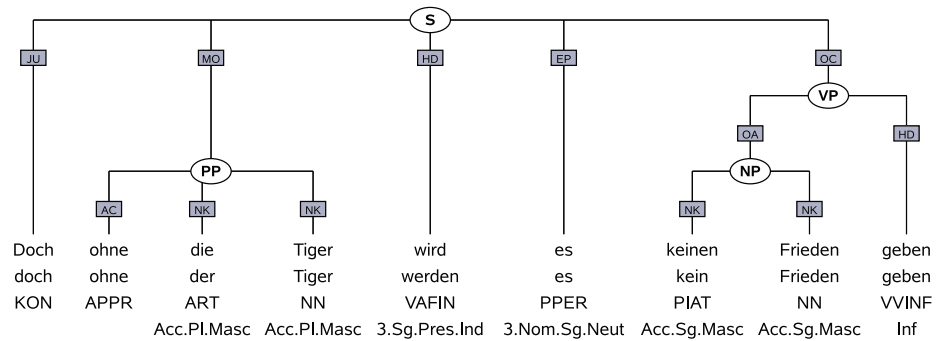 S
JU MO HD EP OC
VP
OA HD
PP NP
AC NK NK NK NK
Doch ohne die Tiger wird es keinen Frieden geben
doch ohne der Tiger werden es kein Frieden geben
KON APPR ART NN VAFIN PPER PIAT NN VVINF
Acc.Pl.Masc Acc.Pl.Masc 3.Sg.Pres.Ind 3.Nom.Sg.Neut Acc.Sg.Masc Acc.Sg.Masc Inf